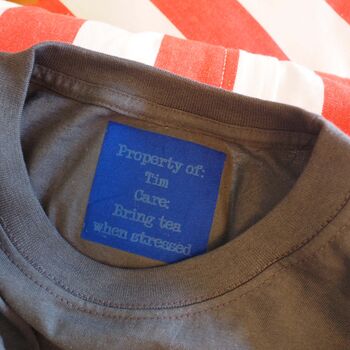 Property of:
Tim
Care;
Bring tea
when stressed